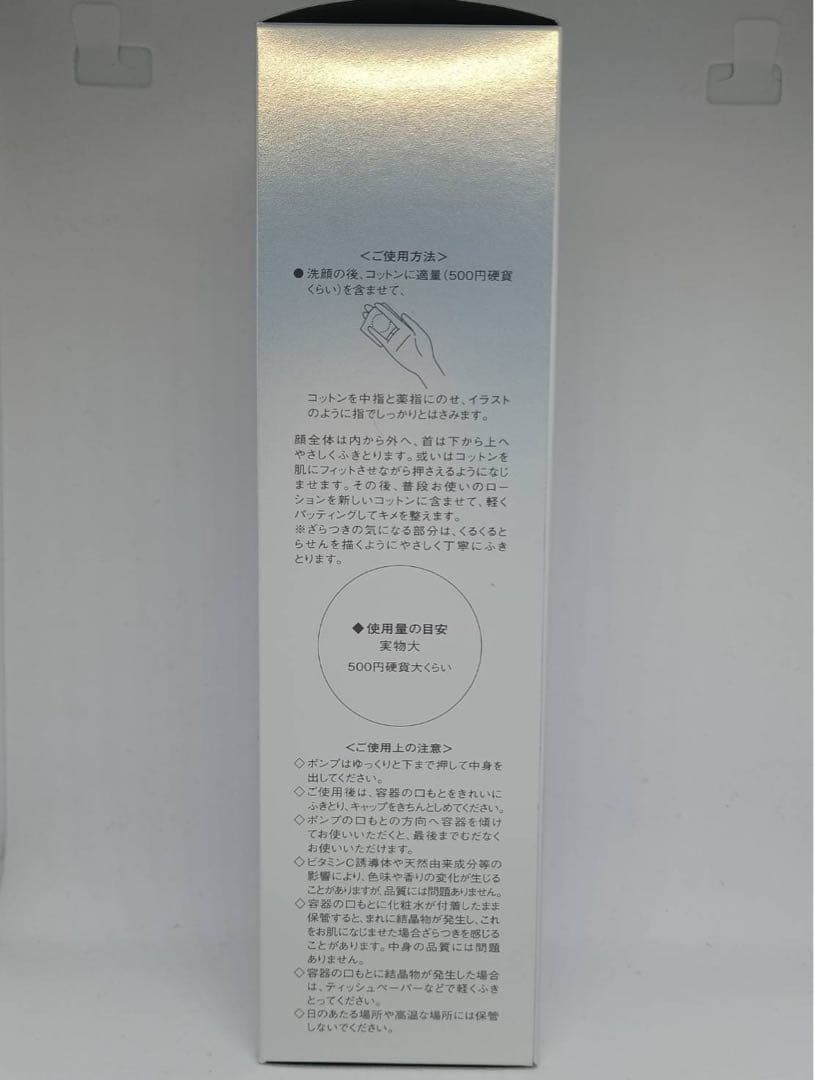 ＜ご使用方法＞
●洗顔の後、コットンに適量(500円硬貨
くらい)を含ませて、
コットンを中指と薬指にのせ、イラスト
のように指でしっかりとはさみます。
顔全体は内から外へ、首は下から上へ
やさしくふきとります。或いはコットンを
肌にフィットさせながら押さえるようになじ
ませます。その後、普段お使いのロー
ションを新しいコットンに含ませて、軽く
パッティングしてキメを整えます。
※ざらつきの気になる部分は、くるくると
らせんを描くようにやさしく丁寧にふき
とります。
◆使用量の目安
実物大
500円硬貨大くらい
＜ご使用上の注意＞
◇ポンプはゆっくりと下まで押して中身を
出してください。
◇ご使用後は、容器の口もとをきれいに
ふきとり、キャップをきちんとしめてください。
◇ポンプの口もとの方向へ容器を傾け
てお使いいただくと、最後までむだなく
お使いいただけます。
◇ビタミンC誘導体や天然由来成分等の
影響により、色味や香りの変化が生じる
ことがありますが、品質には問題ありません。
◇容器の口もとに化粧水が付着したまま
保管すると、まれに結晶物が発生し、これ
をお肌になじませた場合ざらつきを感じる
ことがあります。中身の品質には問題
ありません。
◇容器の口もとに結晶物が発生した場合
は、ティッシュペーパーなどで軽くふき
とってください。
◇日のあたる場所や高温な場所には保管
しないでください。